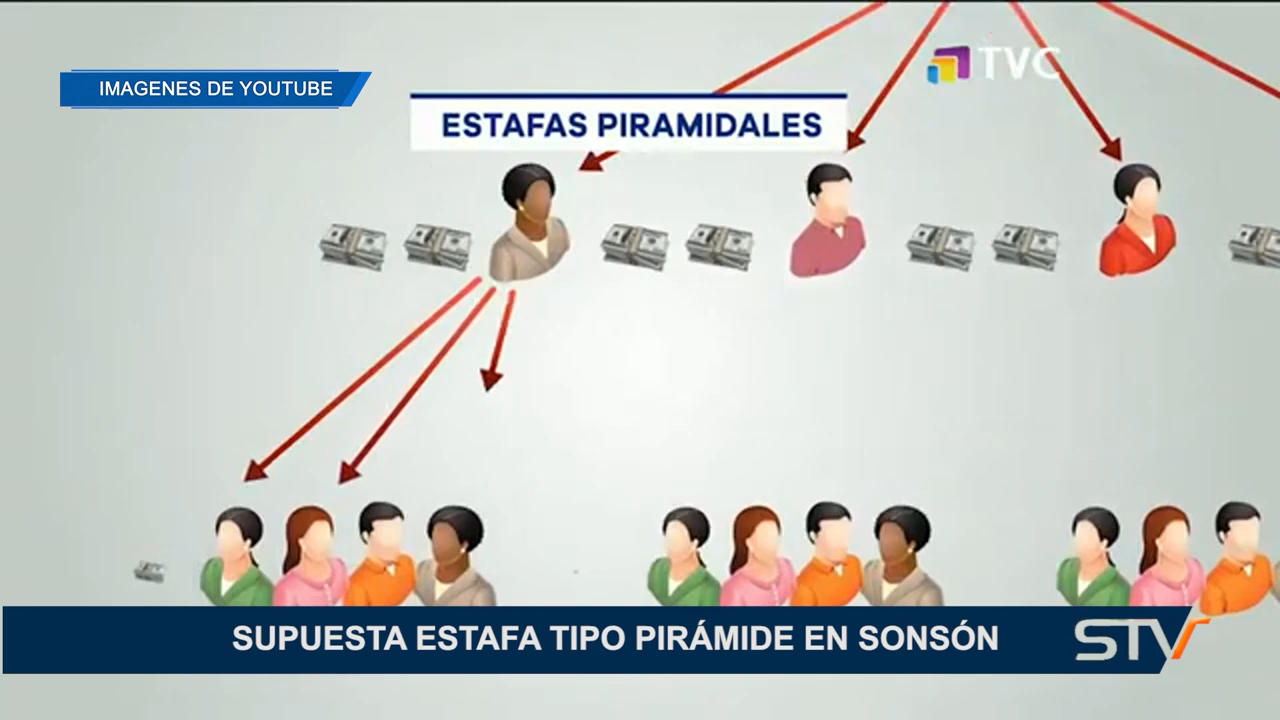 IMAGENES DE YOUTUBE
TVC
ESTAFAS PIRAMIDALES
SUPUESTA ESTAFA TIPO PIRÁMIDE EN SONSÓN
STV